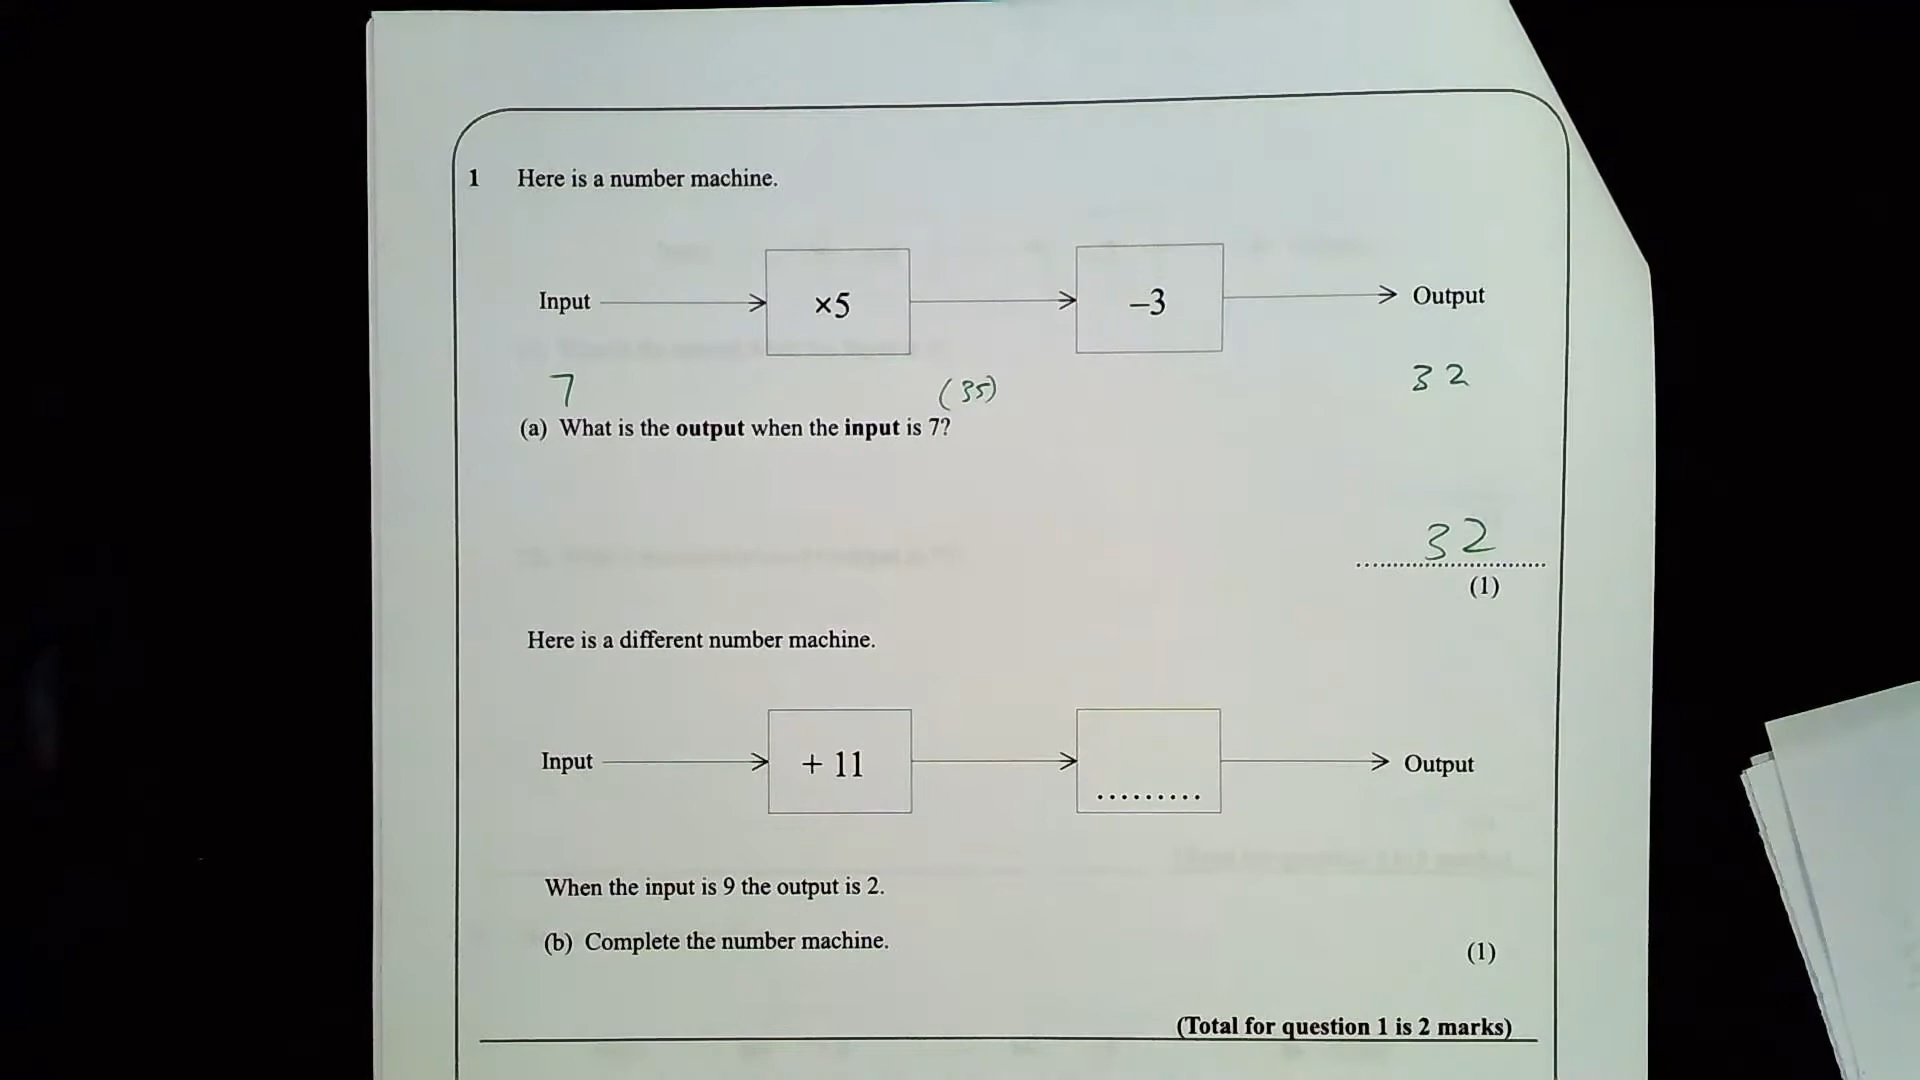 1 Here is a number machine.
Input ×5 –3 Output
7 (35) 32
(a) What is the output when the input is 7?
32
(1)
Here is a different number machine.
Input + 11 ......... Output
When the input is 9 the output is 2.
(b) Complete the number machine.
(1)
(Total for question 1 is 2 marks)